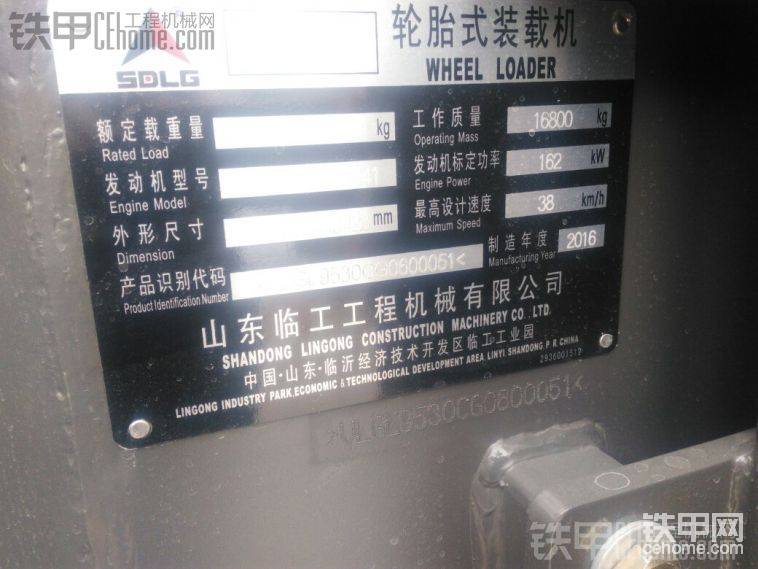 铁甲 工程机械网
CEhome.com
SDLG
轮胎式装载机
WHEEL LOADER
额定载重量 kg
Rated Load
工作质量 16800 kg
Operating Mass
发动机型号
Engine Model
发动机标定功率 162 kW
Engine Power
外形尺寸 mm
Dimension
最高设计速度 38 km/h
Maximum Speed
产品识别代码 9530CG0600051<
Product Identification Number
制造年度 2016
Manufacturing Year
山东临工工程机械有限公司
SHANDONG LINGONG CONSTRUCTION MACHINERY CO., LTD.
中国·山东·临沂经济技术开发区临工工业园
LINGONG INDUSTRY PARK,ECONOMIC & TECHNOLOGICAL DEVELOPMENT AREA, LINYI SHANDONG, P. R. CHINA
9530CG0600051<
铁甲网
cehome.com